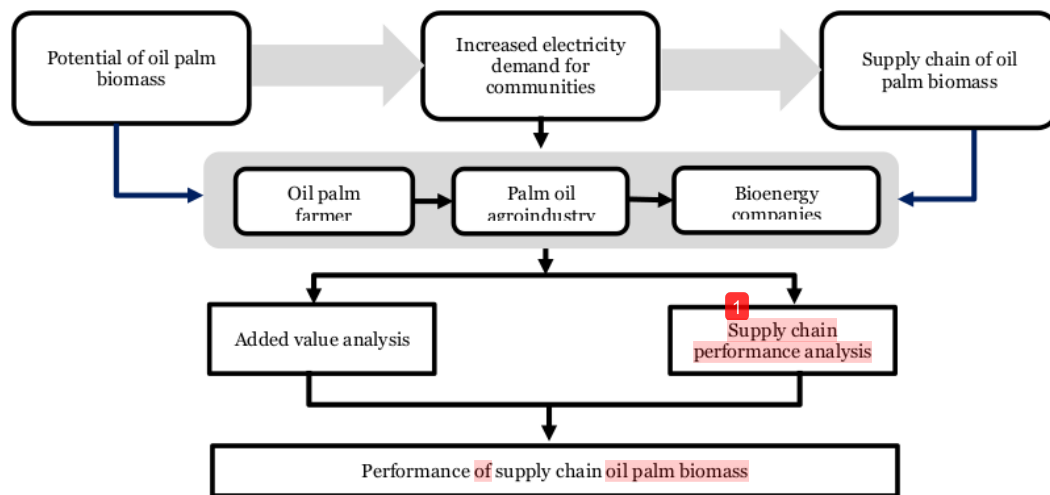 Potential of oil palm
biomass
Increased electricity
demand for
communities
Supply chain of oil
palm biomass
Oil palm
farmer
Palm oil
agroindustry
Bioenergy
companies
Added value analysis
1
Supply chain
performance analysis
Performance of supply chain oil palm biomass